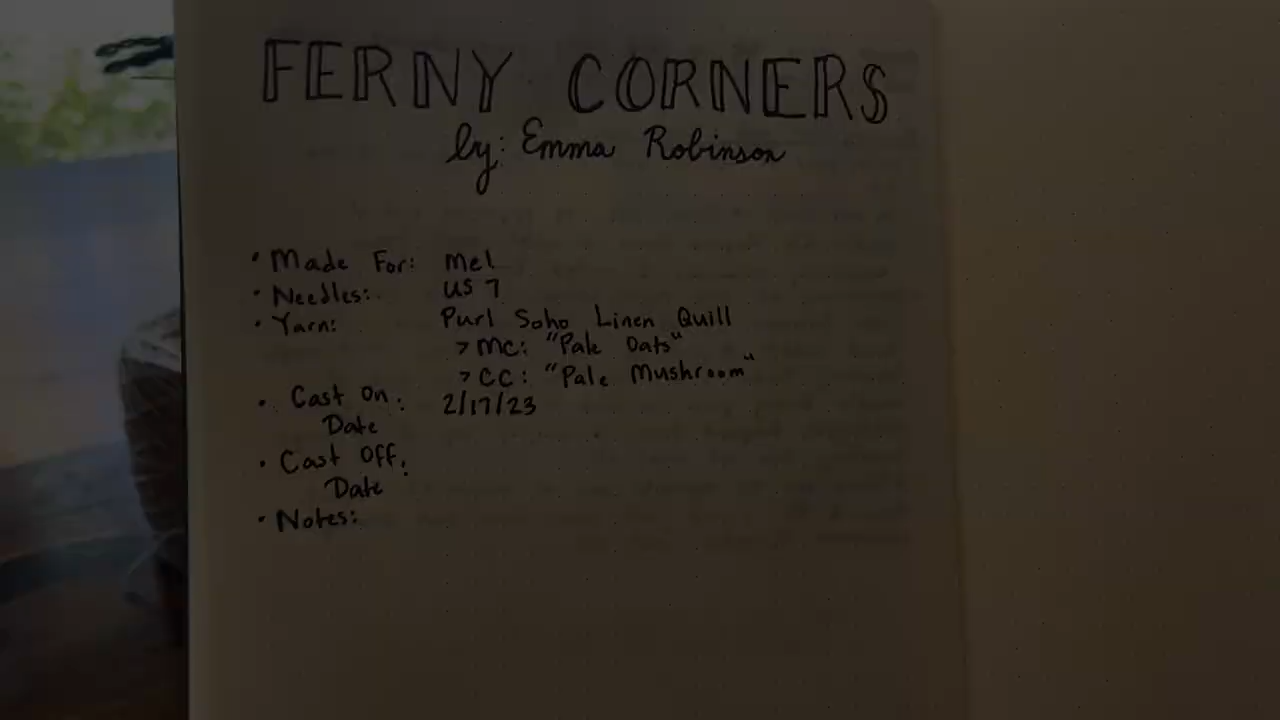 FERNY CORNERS
by: Emma Robinson
• Made For: Mel
• Needles: US 7
• Yarn: Purl Soho Linen Quill
> MC: "Pale Oats"
> CC: "Pale Mushroom"
• Cast On: 2/17/23
Date
• Cast Off:
Date
• Notes: